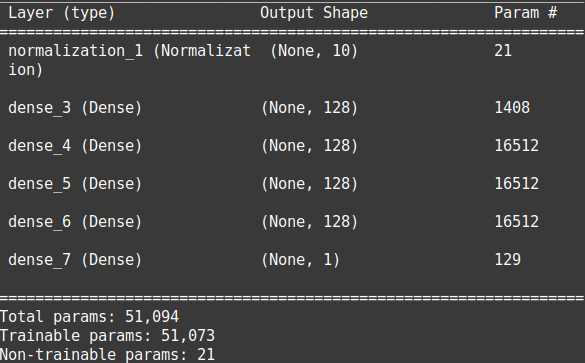 Layer (type) Output Shape Param #
=================================================================
normalization_1 (Normalizat (None, 10) 21
ion)
dense_3 (Dense) (None, 128) 1408
dense_4 (Dense) (None, 128) 16512
dense_5 (Dense) (None, 128) 16512
dense_6 (Dense) (None, 128) 16512
dense_7 (Dense) (None, 1) 129
=================================================================
Total params: 51,094
Trainable params: 51,073
Non-trainable params: 21